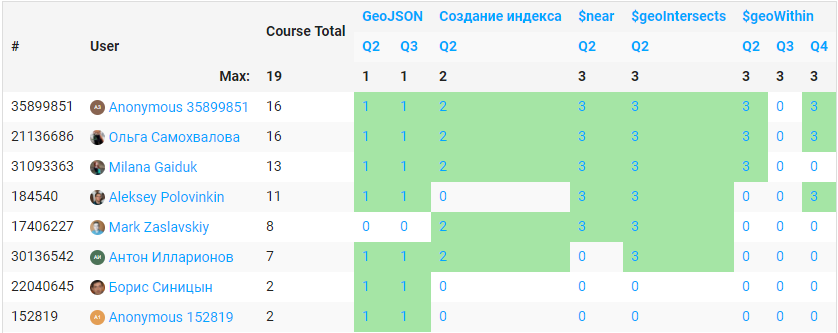 # User Course Total GeoJSON Создание индекса $near $geoIntersects $geoWithin
Q2 Q3 Q2 Q2 Q2 Q2 Q3 Q4
Max: 19 1 1 2 3 3 3 3 3
35899851 АЗ Anonymous 35899851 16 1 1 2 3 3 3 0 3
21136686 Ольга Самохвалова 16 1 1 2 3 3 3 0 3
31093363 Milana Gaiduk 13 1 1 2 3 3 3 0 0
184540 Aleksey Polovinkin 11 1 1 0 3 3 0 0 3
17406227 Mark Zaslavskiy 8 0 0 2 3 3 0 0 0
30136542 АИ Антон Илларионов 7 1 1 2 0 3 0 0 0
22040645 Борис Синицын 2 1 1 0 0 0 0 0 0
152819 A1 Anonymous 152819 2 1 1 0 0 0 0 0 0